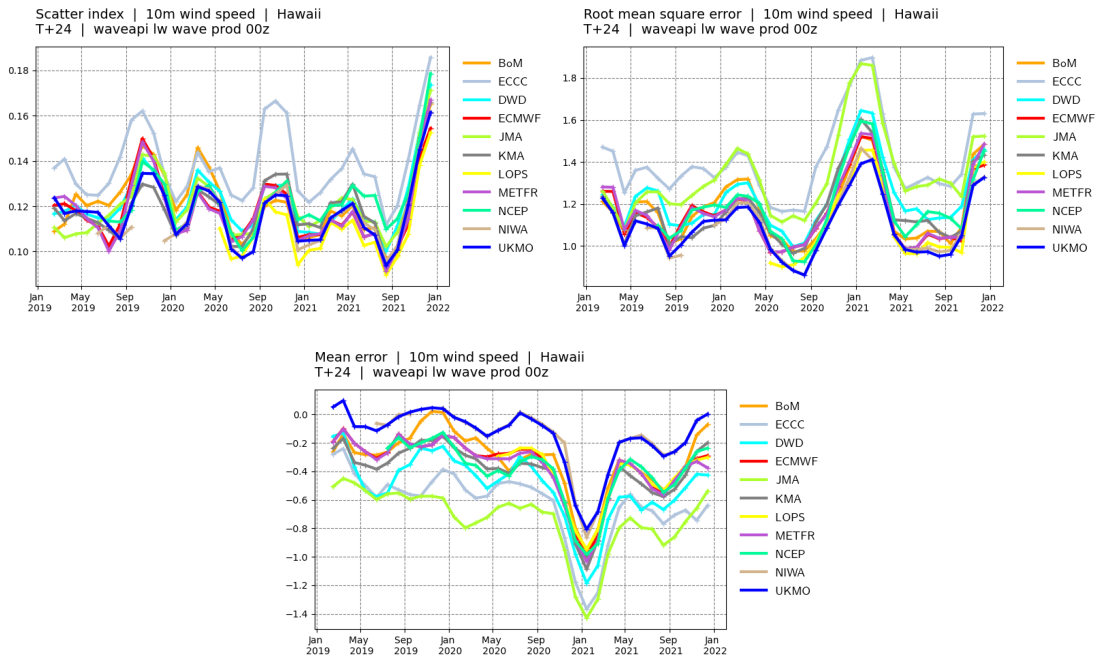 Scatter index | 10m wind speed | Hawaii
T+24 | waveapi lw wave prod 00z
0.18
0.16
0.14
0.12
0.10
Jan 2019
May 2019
Sep 2019
Jan 2020
May 2020
Sep 2020
Jan 2021
May 2021
Sep 2021
Jan 2022
BoM
ECCC
DWD
ECMWF
JMA
KMA
LOPS
METFR
NCEP
NIWA
UKMO
Root mean square error | 10m wind speed | Hawaii
T+24 | waveapi lw wave prod 00z
1.8
1.6
1.4
1.2
1.0
Jan 2019
May 2019
Sep 2019
Jan 2020
May 2020
Sep 2020
Jan 2021
May 2021
Sep 2021
Jan 2022
BoM
ECCC
DWD
ECMWF
JMA
KMA
LOPS
METFR
NCEP
NIWA
UKMO
Mean error | 10m wind speed | Hawaii
T+24 | waveapi lw wave prod 00z
0.0
−0.2
−0.4
−0.6
−0.8
−1.0
−1.2
−1.4
Jan 2019
May 2019
Sep 2019
Jan 2020
May 2020
Sep 2020
Jan 2021
May 2021
Sep 2021
Jan 2022
BoM
ECCC
DWD
ECMWF
JMA
KMA
LOPS
METFR
NCEP
NIWA
UKMO